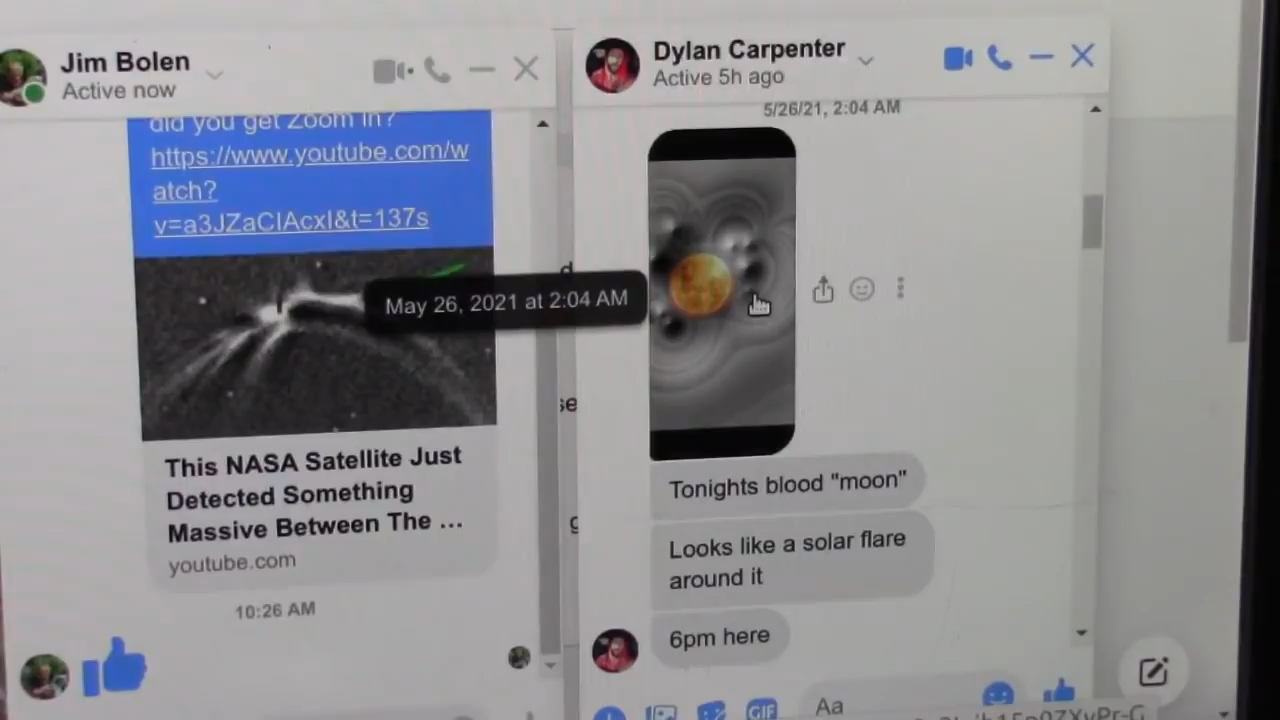 Jim Bolen
Active now
did you get Zoom in?
https://www.youtube.com/w
atch?
v=a3JZaCIAcxI&t=137s
This NASA Satellite Just
Detected Something
Massive Between The ...
youtube.com
10:26 AM
May 26, 2021 at 2:04 AM
Dylan Carpenter
Active 5h ago
5/26/21, 2:04 AM
Tonights blood "moon"
Looks like a solar flare
around it
6pm here
GIF
Aa